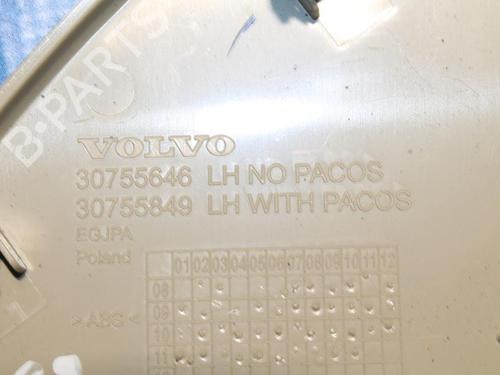 B-PARTS
VOLVO
30755646 LH NO PACOS
30755849 LH WITH PACOS
EGJPA
Poland
01 02 03 04 05 06 07 08 09 10 11 12
08
09
>ABS< 10
11
1